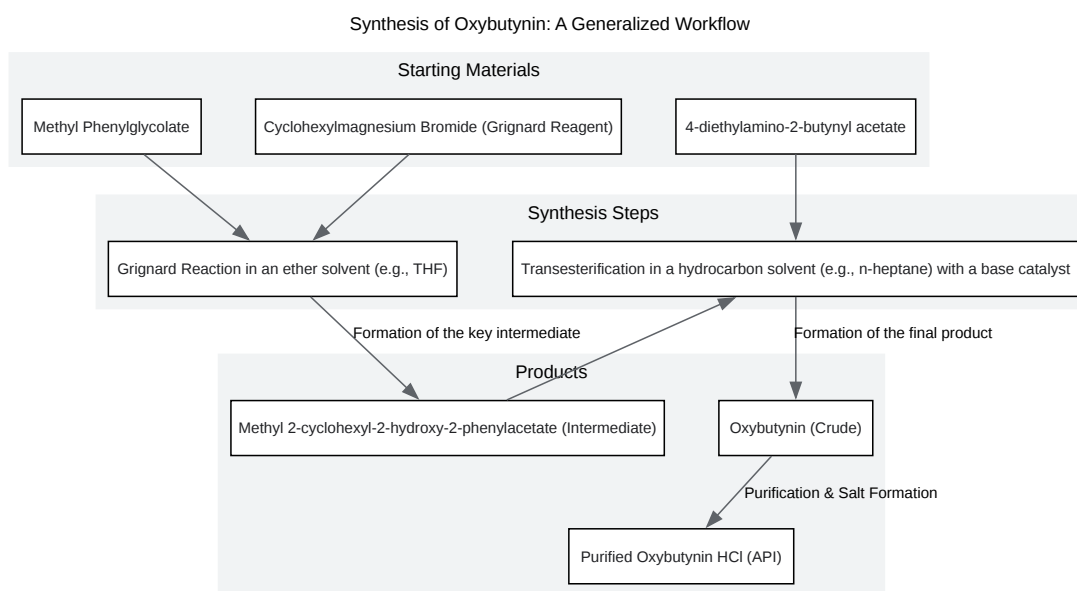 Synthesis of Oxybutynin: A Generalized Workflow
Starting Materials
Methyl Phenylglycolate
Cyclohexylmagnesium Bromide (Grignard Reagent)
4-diethylamino-2-butynyl acetate
Synthesis Steps
Grignard Reaction in an ether solvent (e.g., THF)
Transesterification in a hydrocarbon solvent (e.g., n-heptane) with a base catalyst
Formation of the key intermediate
Formation of the final product
Products
Methyl 2-cyclohexyl-2-hydroxy-2-phenylacetate (Intermediate)
Oxybutynin (Crude)
Purification & Salt Formation
Purified Oxybutynin HCl (API)